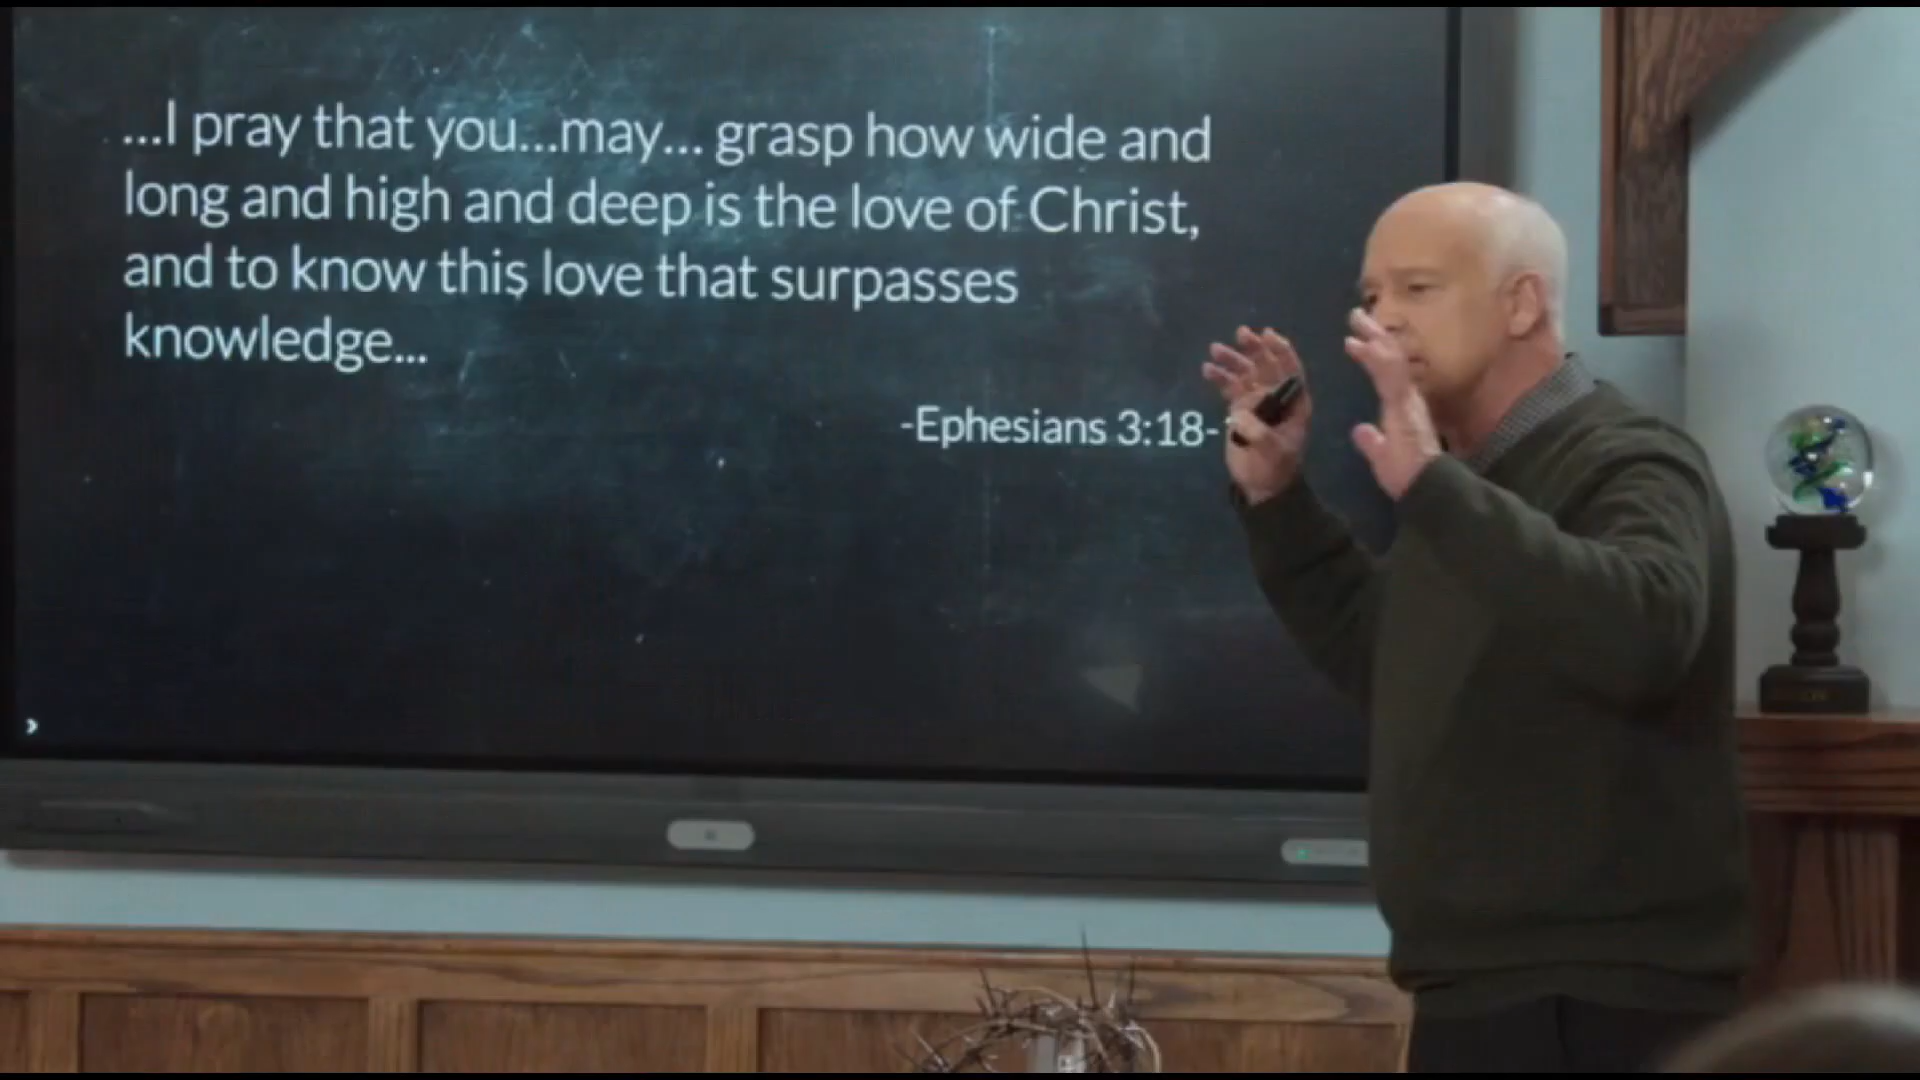 ...I pray that you...may... grasp how wide and
long and high and deep is the love of Christ,
and to know this love that surpasses
knowledge...
-Ephesians 3:18-